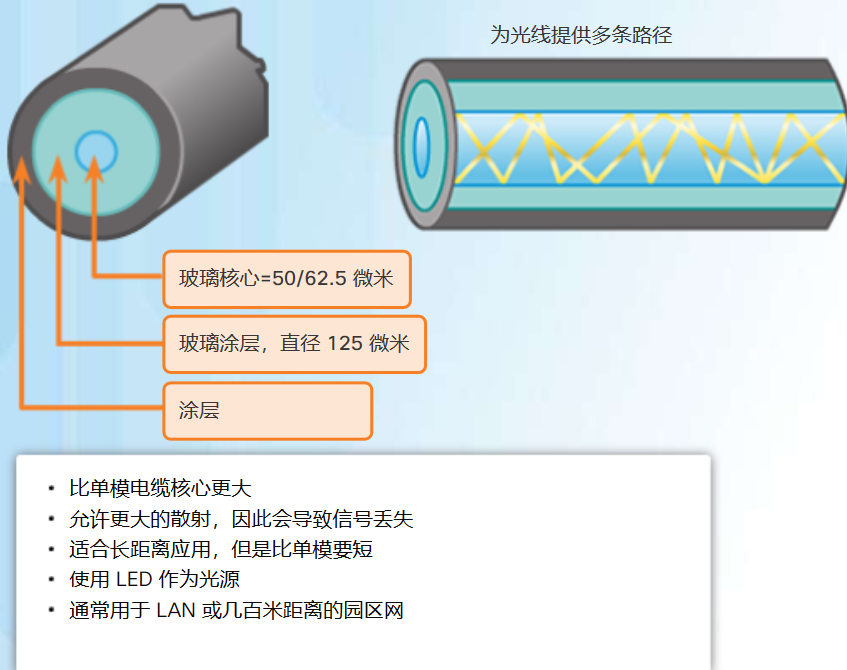 为光线提供多条路径
玻璃核心=50/62.5 微米
玻璃涂层，直径 125 微米
涂层
• 比单模电缆核心更大
• 允许更大的散射，因此会导致信号丢失
• 适合长距离应用，但是比单模要短
• 使用 LED 作为光源
• 通常用于 LAN 或几百米距离的园区网